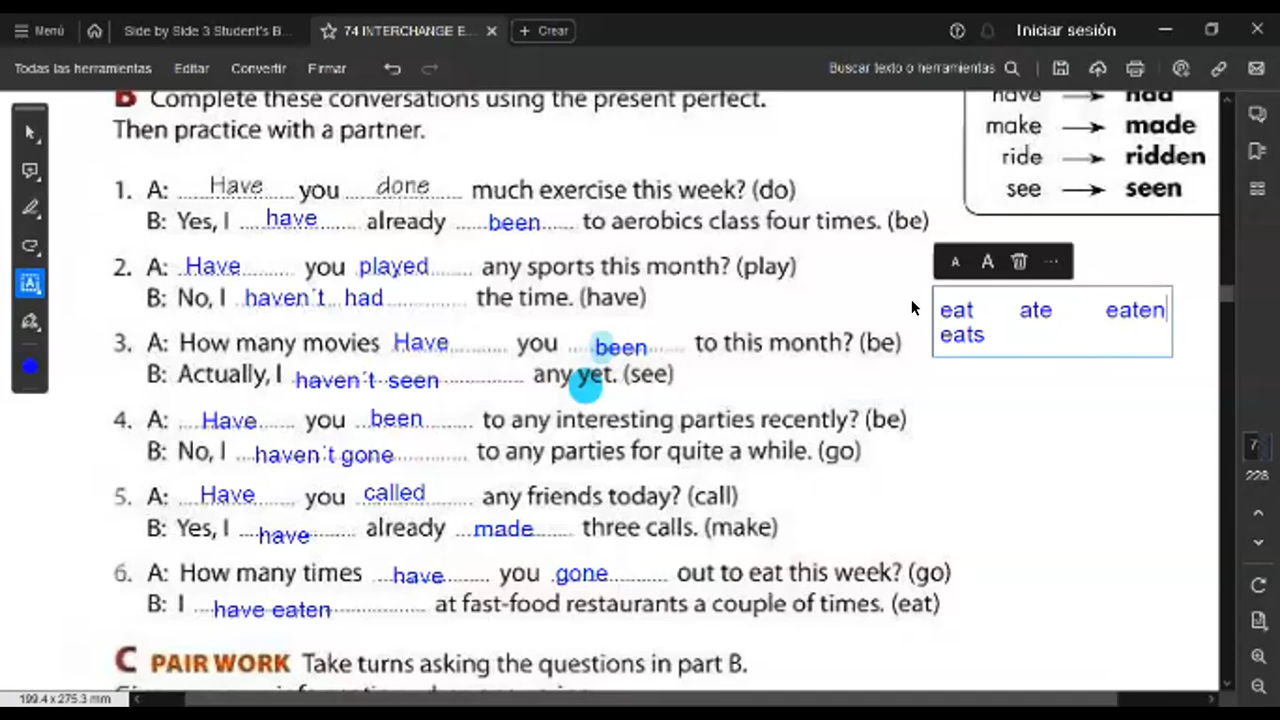 Menú Side by Side 3 Student's B... 74 INTERCHANGE E... Crear Iniciar sesión
Todas las herramientas Editar Convertir Firmar Buscar texto o herramientas
B Complete these conversations using the present perfect.
Then practice with a partner.
have → had
make → made
ride → ridden
see → seen
1. A: Have you done much exercise this week? (do)
B: Yes, I have already been to aerobics class four times. (be)
2. A: Have you played any sports this month? (play)
B: No, I haven´t had the time. (have)
3. A: How many movies Have you been to this month? (be)
B: Actually, I haven´t seen any yet. (see)
4. A: Have you been to any interesting parties recently? (be)
B: No, I haven´t gone to any parties for quite a while. (go)
5. A: Have you called any friends today? (call)
B: Yes, I have already made three calls. (make)
6. A: How many times have you gone out to eat this week? (go)
B: I have eaten at fast-food restaurants a couple of times. (eat)
A A ...
eat ate eaten
eats
C PAIR WORK Take turns asking the questions in part B.
7
228
199.4 x 275.3 mm